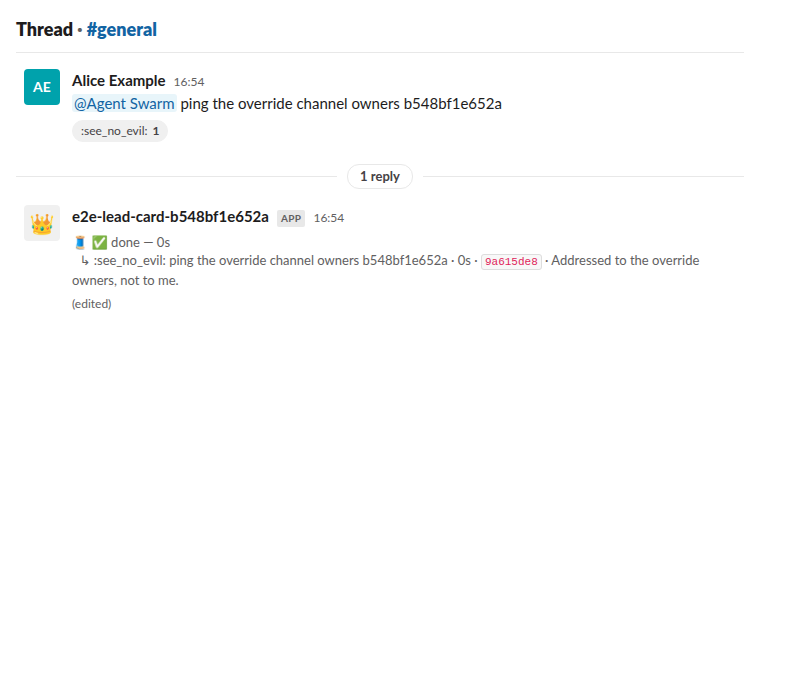 Thread • #general
AE
Alice Example 16:54
@Agent Swarm ping the override channel owners b548bf1e652a
:see_no_evil: 1
1 reply
e2e-lead-card-b548bf1e652a APP 16:54
🧵 ✅ done — 0s
↳ :see_no_evil: ping the override channel owners b548bf1e652a · 0s · 9a615de8 · Addressed to the override
owners, not to me.
(edited)